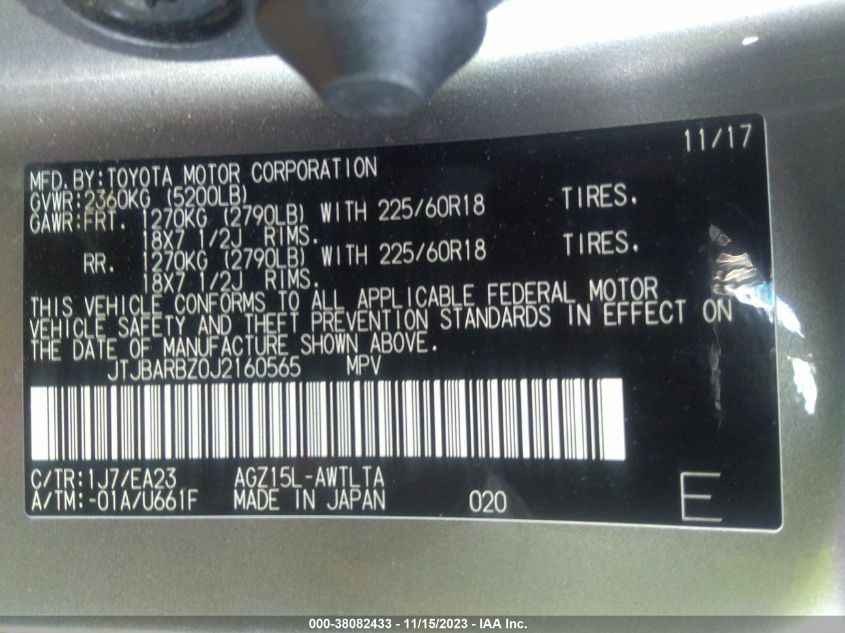 11/17
MFD.BY:TOYOTA MOTOR CORPORATION
GVWR:2360KG (5200LB)
GAWR:FRT. 1270KG (2790LB) WITH 225/60R18 TIRES.
18X7 1/2J RIMS.
RR. 1270KG (2790LB) WITH 225/60R18 TIRES.
18X7 1/2J RIMS.
THIS VEHICLE CONFORMS TO ALL APPLICABLE FEDERAL MOTOR
VEHICLE SAFETY AND THEFT PREVENTION STANDARDS IN EFFECT ON
THE DATE OF MANUFACTURE SHOWN ABOVE.
JTJBARBZ0J2160565 MPV
C/TR:1J7/EA23 AGZ15L-AWTLTA
A/TM:-01A/U661F MADE IN JAPAN 020 E
000-38082433 - 11/15/2023 - IAA Inc.